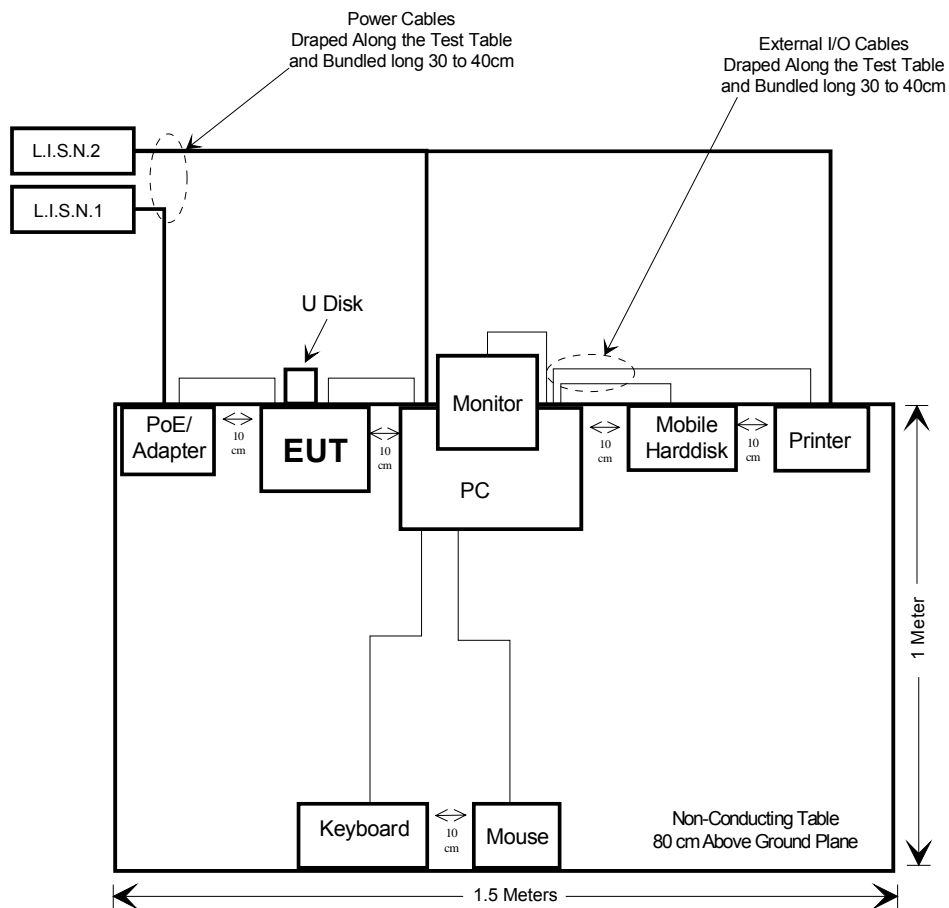 Power Cables
Draped Along the Test Table
and Bundled long 30 to 40cm
External I/O Cables
Draped Along the Test Table
and Bundled long 30 to 40cm
L.I.S.N.2
L.I.S.N.1
U Disk
PoE/
Adapter
10
cm
EUT
10
cm
Monitor
PC
10
cm
Mobile
Harddisk
10
cm
Printer
1 Meter
Keyboard
10
cm
Mouse
Non-Conducting Table
80 cm Above Ground Plane
1.5 Meters